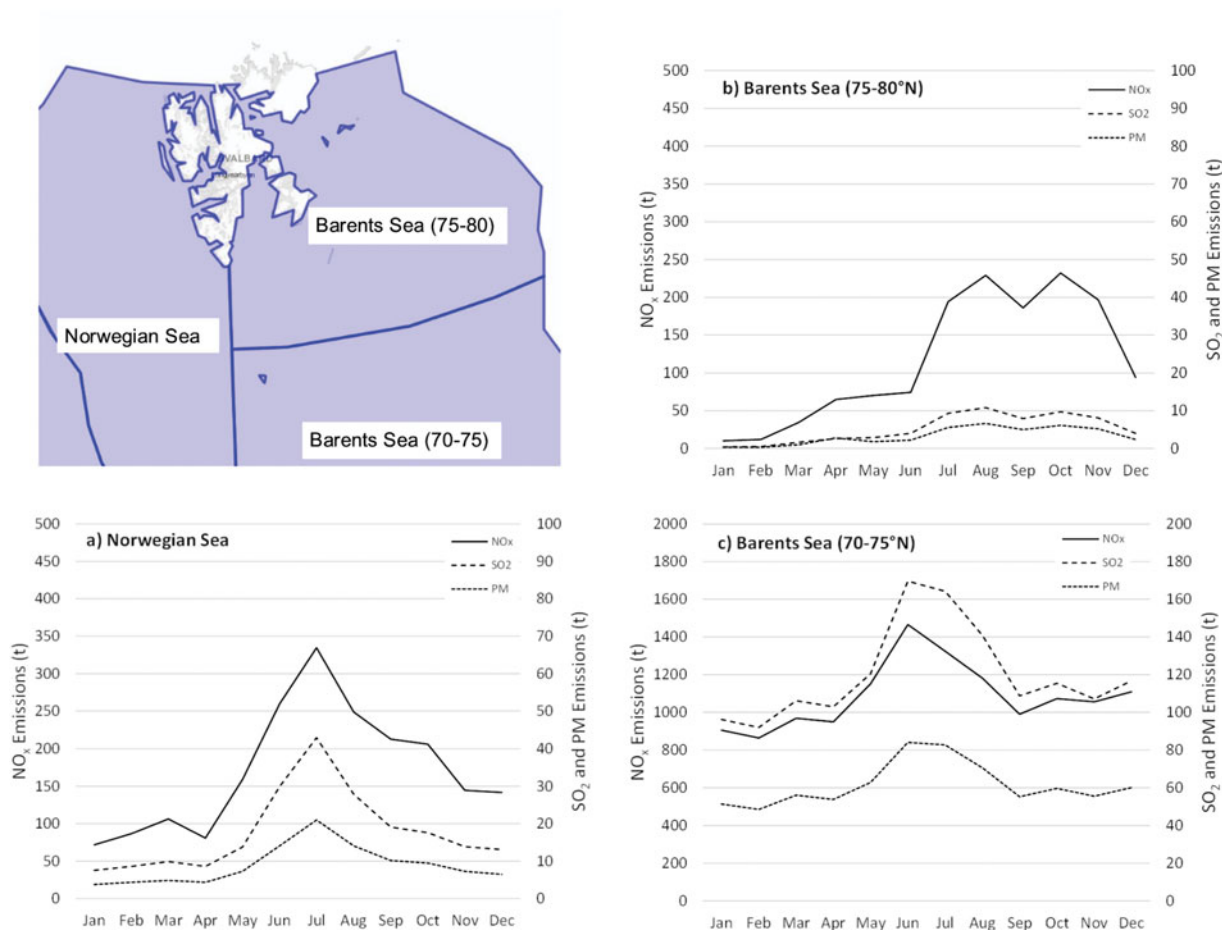 VALBA
Barents Sea (75-80)
Norwegian Sea
Barents Sea (70-75)
b) Barents Sea (75-80°N)
NOx
SO2
PM
NOx Emissions (t)
500
450
400
350
300
250
200
150
100
50
0
SO2 and PM Emissions (t)
100
90
80
70
60
50
40
30
20
10
0
Jan Feb Mar Apr May Jun Jul Aug Sep Oct Nov Dec
a) Norwegian Sea
NOx
SO2
PM
NOx Emissions (t)
500
450
400
350
300
250
200
150
100
50
0
SO2 and PM Emissions (t)
100
90
80
70
60
50
40
30
20
10
0
Jan Feb Mar Apr May Jun Jul Aug Sep Oct Nov Dec
c) Barents Sea (70-75°N)
NOx
SO2
PM
NOx Emissions (t)
2000
1800
1600
1400
1200
1000
800
600
400
200
0
SO2 and PM Emissions (t)
200
180
160
140
120
100
80
60
40
20
0
Jan Feb Mar Apr May Jun Jul Aug Sep Oct Nov Dec